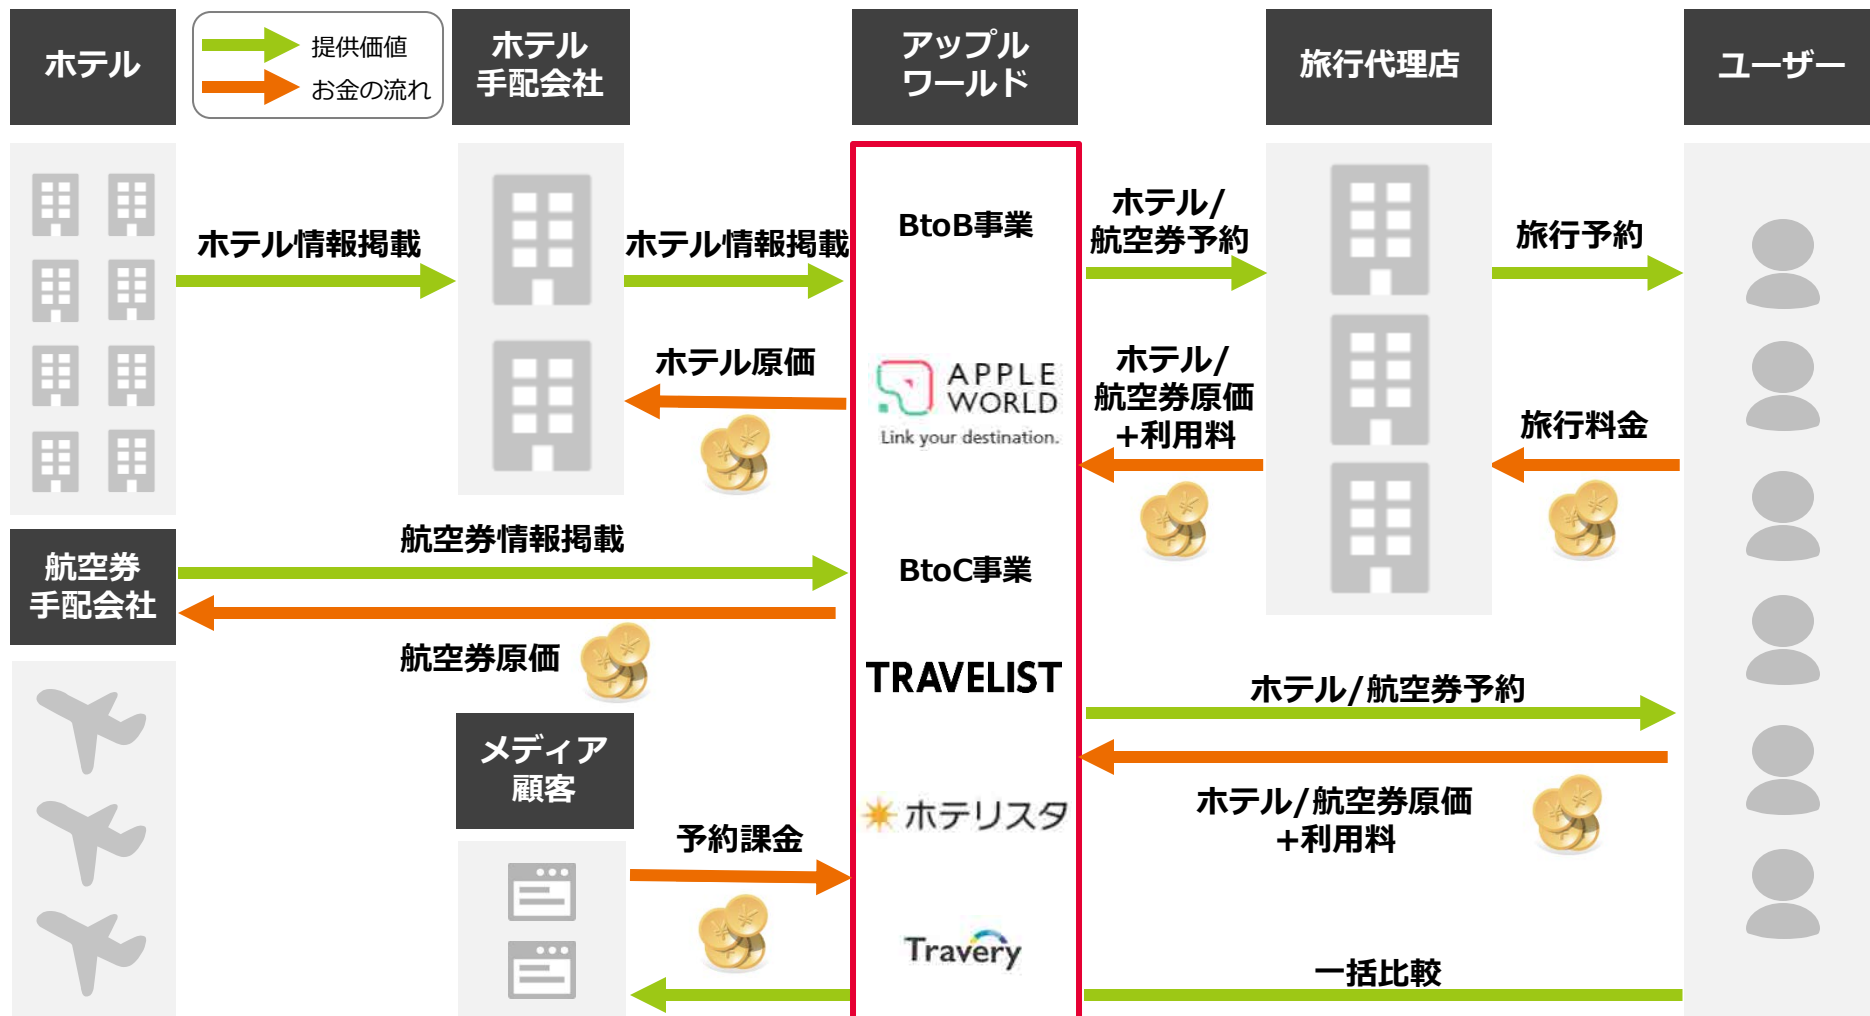 ホテル
提供価値
お金の流れ
ホテル
手配会社
アップル
ワールド
旅行代理店
ユーザー
ホテル情報掲載
ホテル情報掲載
BtoB事業
ホテル/
航空券予約
旅行予約
ホテル原価
APPLE
WORLD
Link your destination.
ホテル/
航空券原価
+利用料
旅行料金
航空券
手配会社
航空券情報掲載
航空券原価
BtoC事業
TRAVELIST
ホテル/航空券予約
ホテル/航空券原価
+利用料
メディア
顧客
予約課金
ホテリスタ
Travery
一括比較